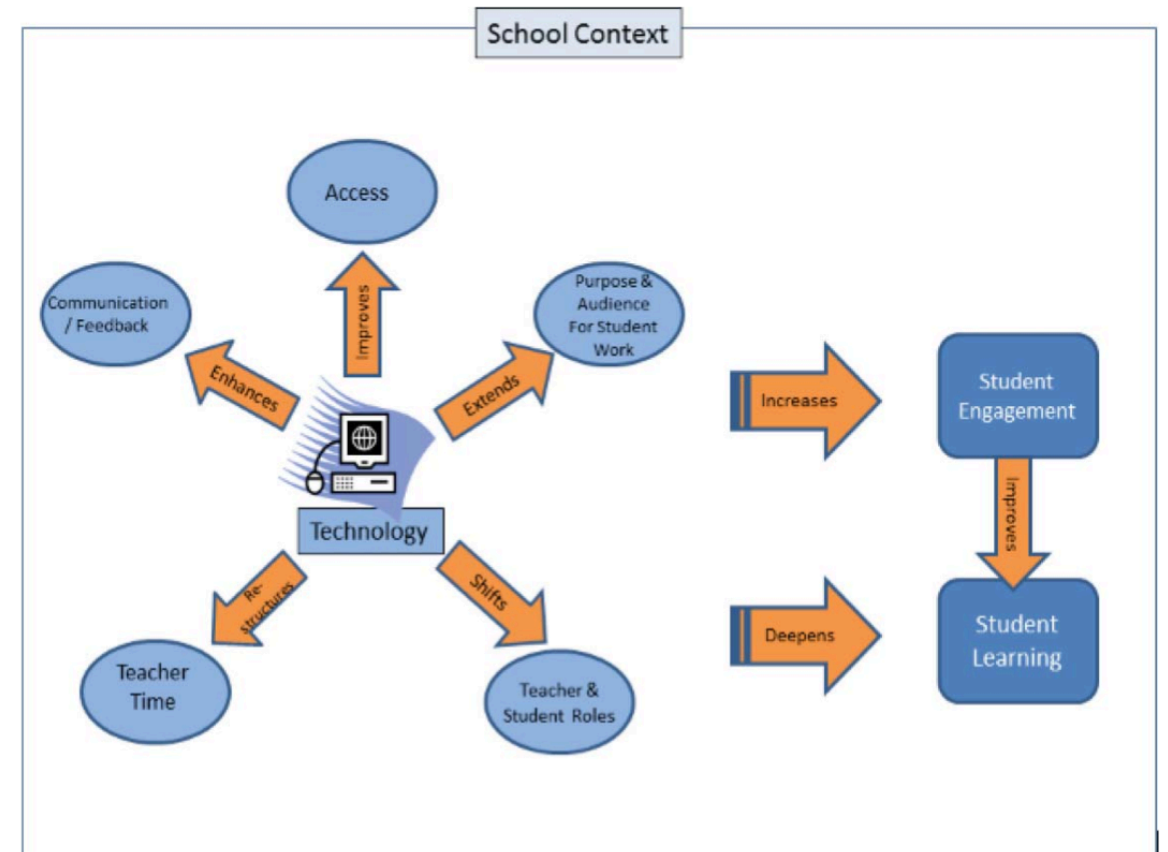 School Context
Access
Improves
Communication
/ Feedback
Enhances
Purpose &
Audience
For Student
Work
Extends
Technology
Re-
structures
Teacher
Time
Shifts
Teacher &
Student Roles
Increases
Student
Engagement
Improves
Deepens
Student
Learning